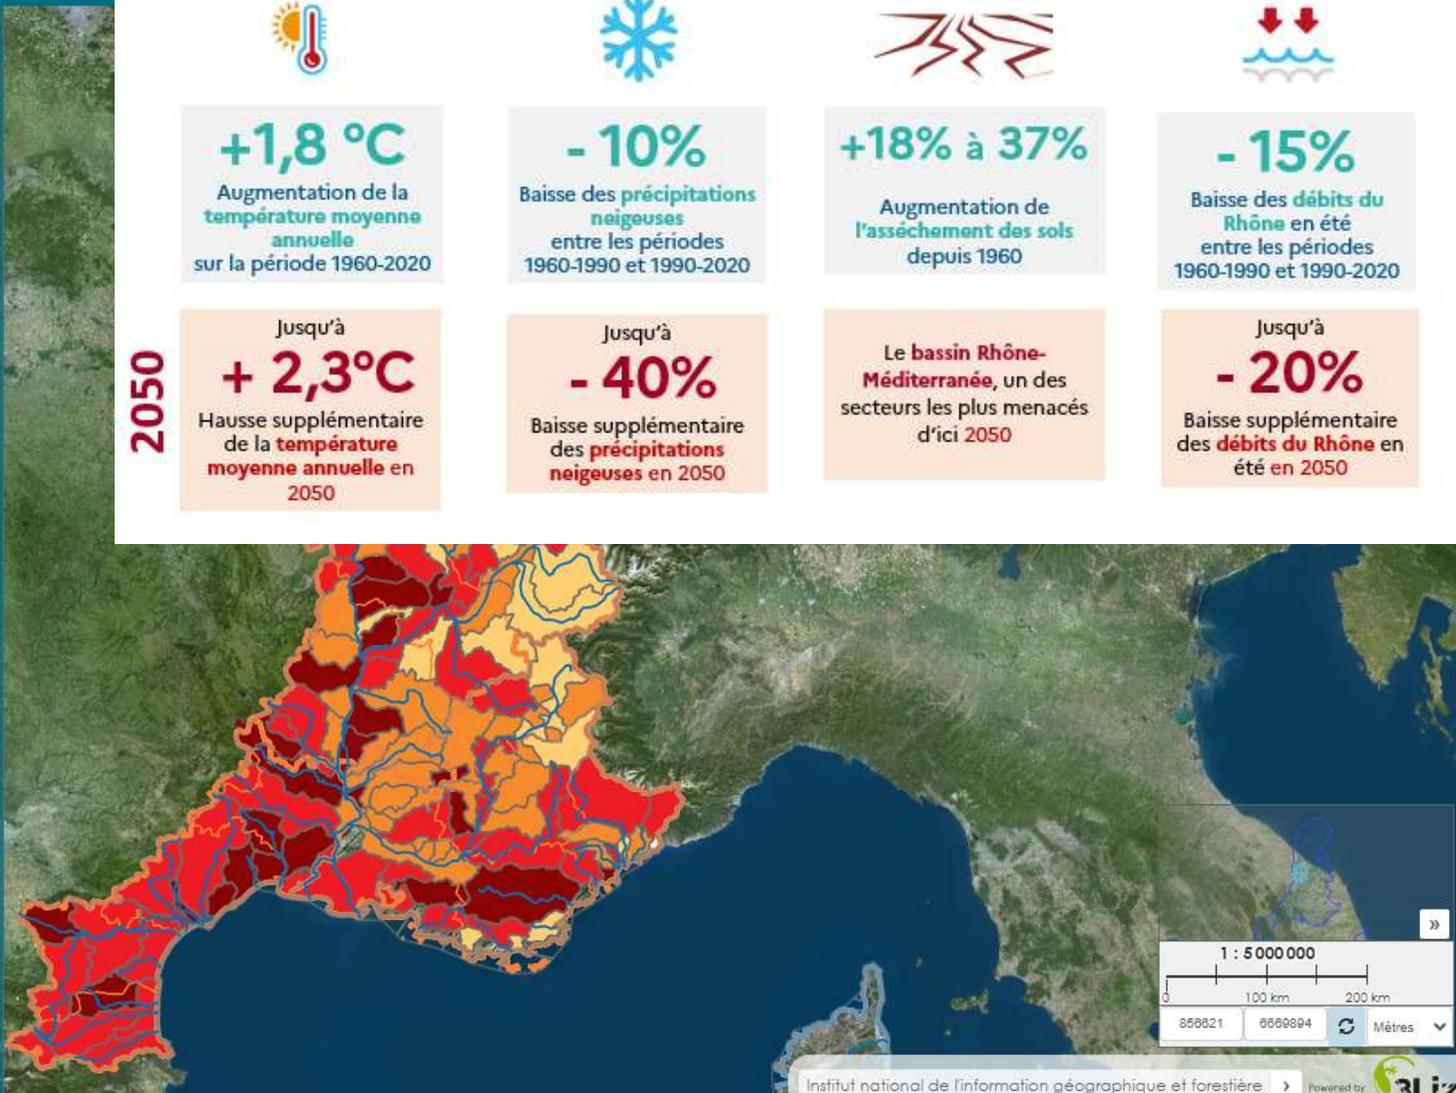 +1,8 °C
Augmentation de la
température moyenne
annuelle
sur la période 1960-2020
- 10%
Baisse des précipitations
neigeuses
entre les périodes
1960-1990 et 1990-2020
+18% à 37%
Augmentation de
l'asséchement des sols
depuis 1960
- 15%
Baisse des débits du
Rhône en été
entre les périodes
1960-1990 et 1990-2020
2050
Jusqu'à
+ 2,3°C
Hausse supplémentaire
de la température
moyenne annuelle en
2050
Jusqu'à
- 40%
Baisse supplémentaire
des précipitations
neigeuses en 2050
Le bassin Rhône-
Méditerranée, un des
secteurs les plus menacés
d'ici 2050
Jusqu'à
- 20%
Baisse supplémentaire
des débits du Rhône en
été en 2050
»
1 : 5 000 000
0 100 km 200 km
856621 6669894 Mètres
Institut national de l'information géographique et forestière › Powered by 3Liz